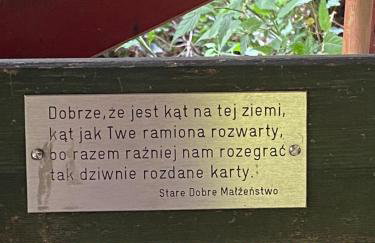 Dobrze, że jest kąt na tej ziemi,
kąt jak Twe ramiona rozwarty,
bo razem raźniej nam rozegrać
tak dziwnie rozdane karty.
Stare Dobre Małżeństwo